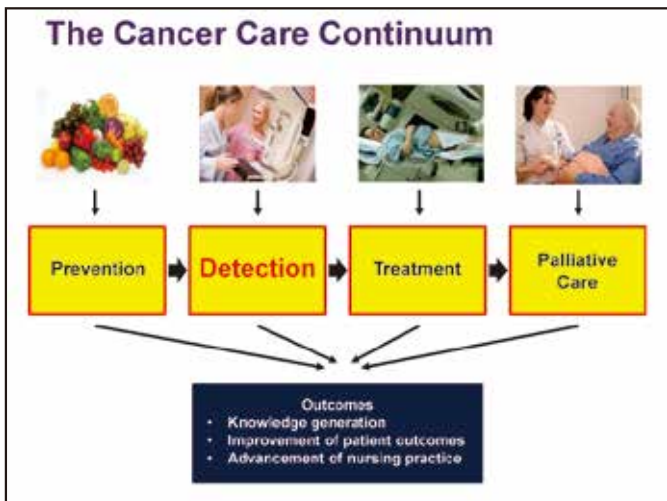 The Cancer Care Continuum
Prevention
Detection
Treatment
Palliative
Care
Outcomes
• Knowledge generation
• Improvement of patient outcomes
• Advancement of nursing practice